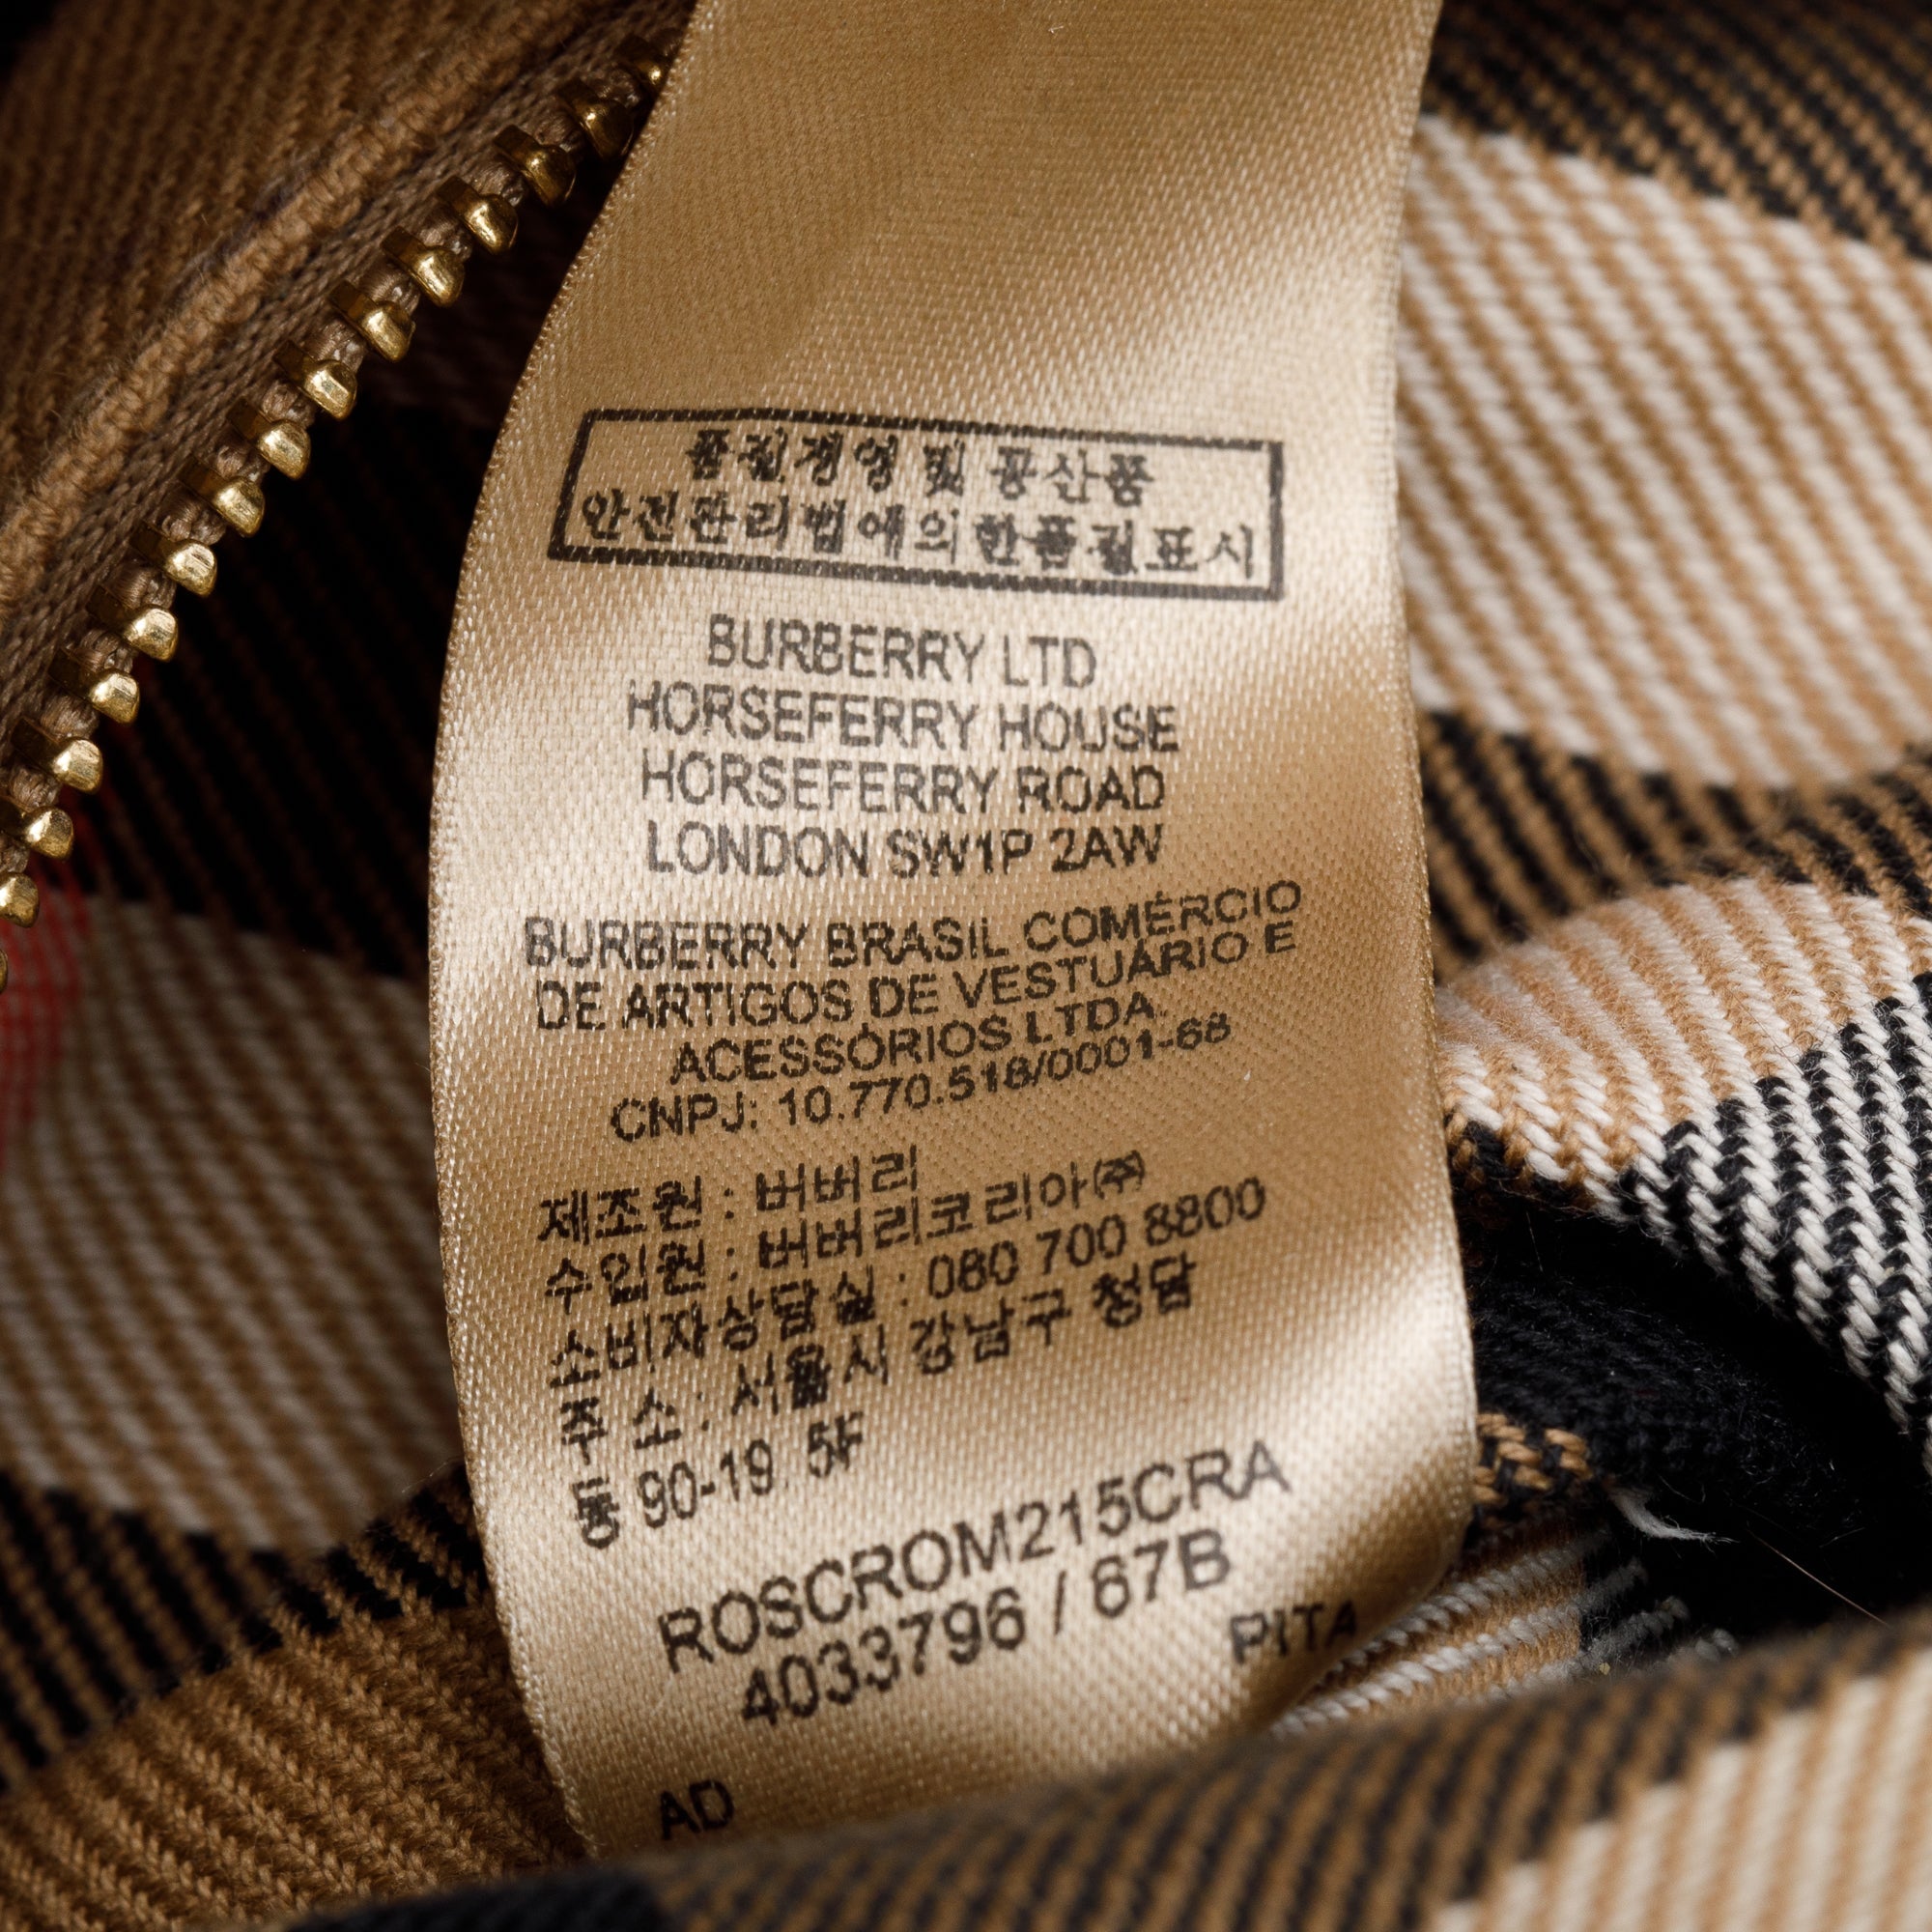 품질경영 및 공산품
안전관리법에의한품질표시
BURBERRY LTD
HORSEFERRY HOUSE
HORSEFERRY ROAD
LONDON SW1P 2AW
BURBERRY BRASIL COMÉRCIO
DE ARTIGOS DE VESTUÁRIO E
ACESSÓRIOS LTDA.
CNPJ: 10.770.518/0001-68
제조원 : 버버리
수입원 : 버버리코리아㈜
소비자상담실 : 080 700 8800
주 소 : 서울시 강남구 청담
동 90-19 5F
ROSCROM215CRA
4033796 / 67B
PITA
AD